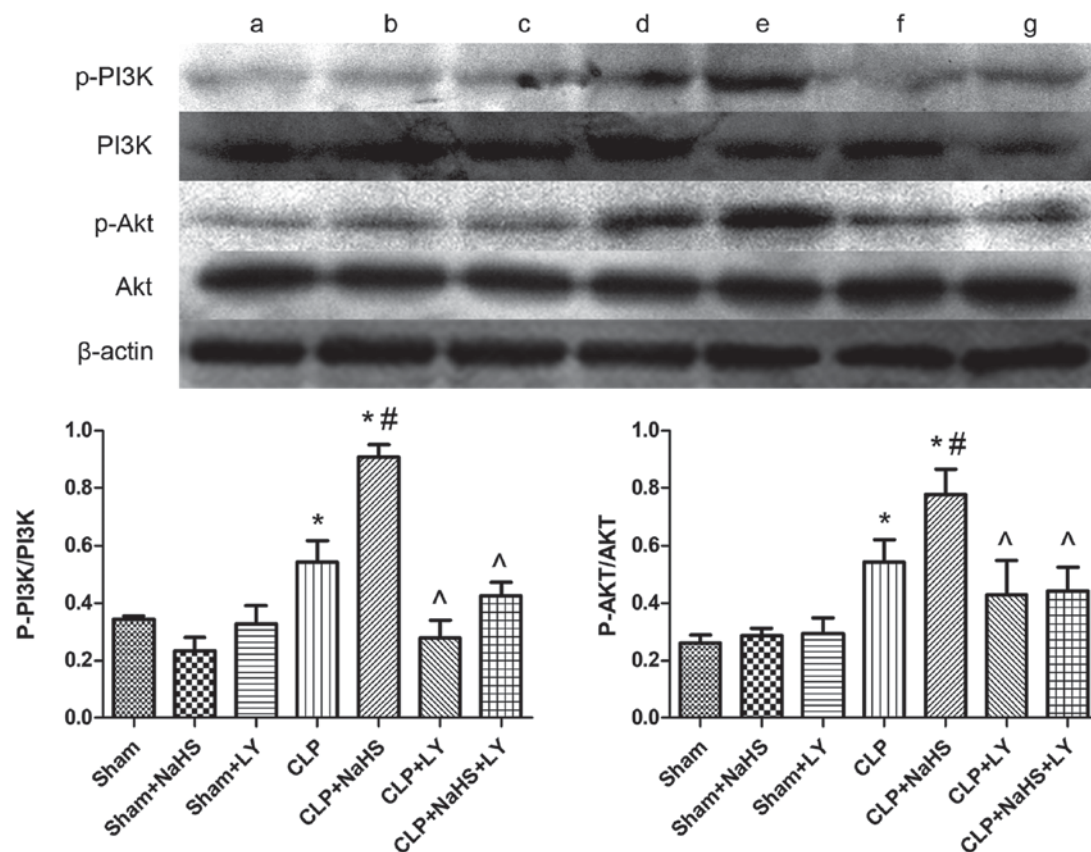 a b c d e f g
p-PI3K
PI3K
p-Akt
Akt
β-actin
P-PI3K/PI3K
1.0
0.8
0.6
0.4
0.2
0.0
*
* #
^
^
Sham
Sham+NaHS
Sham+LY
CLP
CLP+NaHS
CLP+LY
CLP+NaHS+LY
P-AKT/AKT
1.0
0.8
0.6
0.4
0.2
0.0
*
* #
^
^
Sham
Sham+NaHS
Sham+LY
CLP
CLP+NaHS
CLP+LY
CLP+NaHS+LY